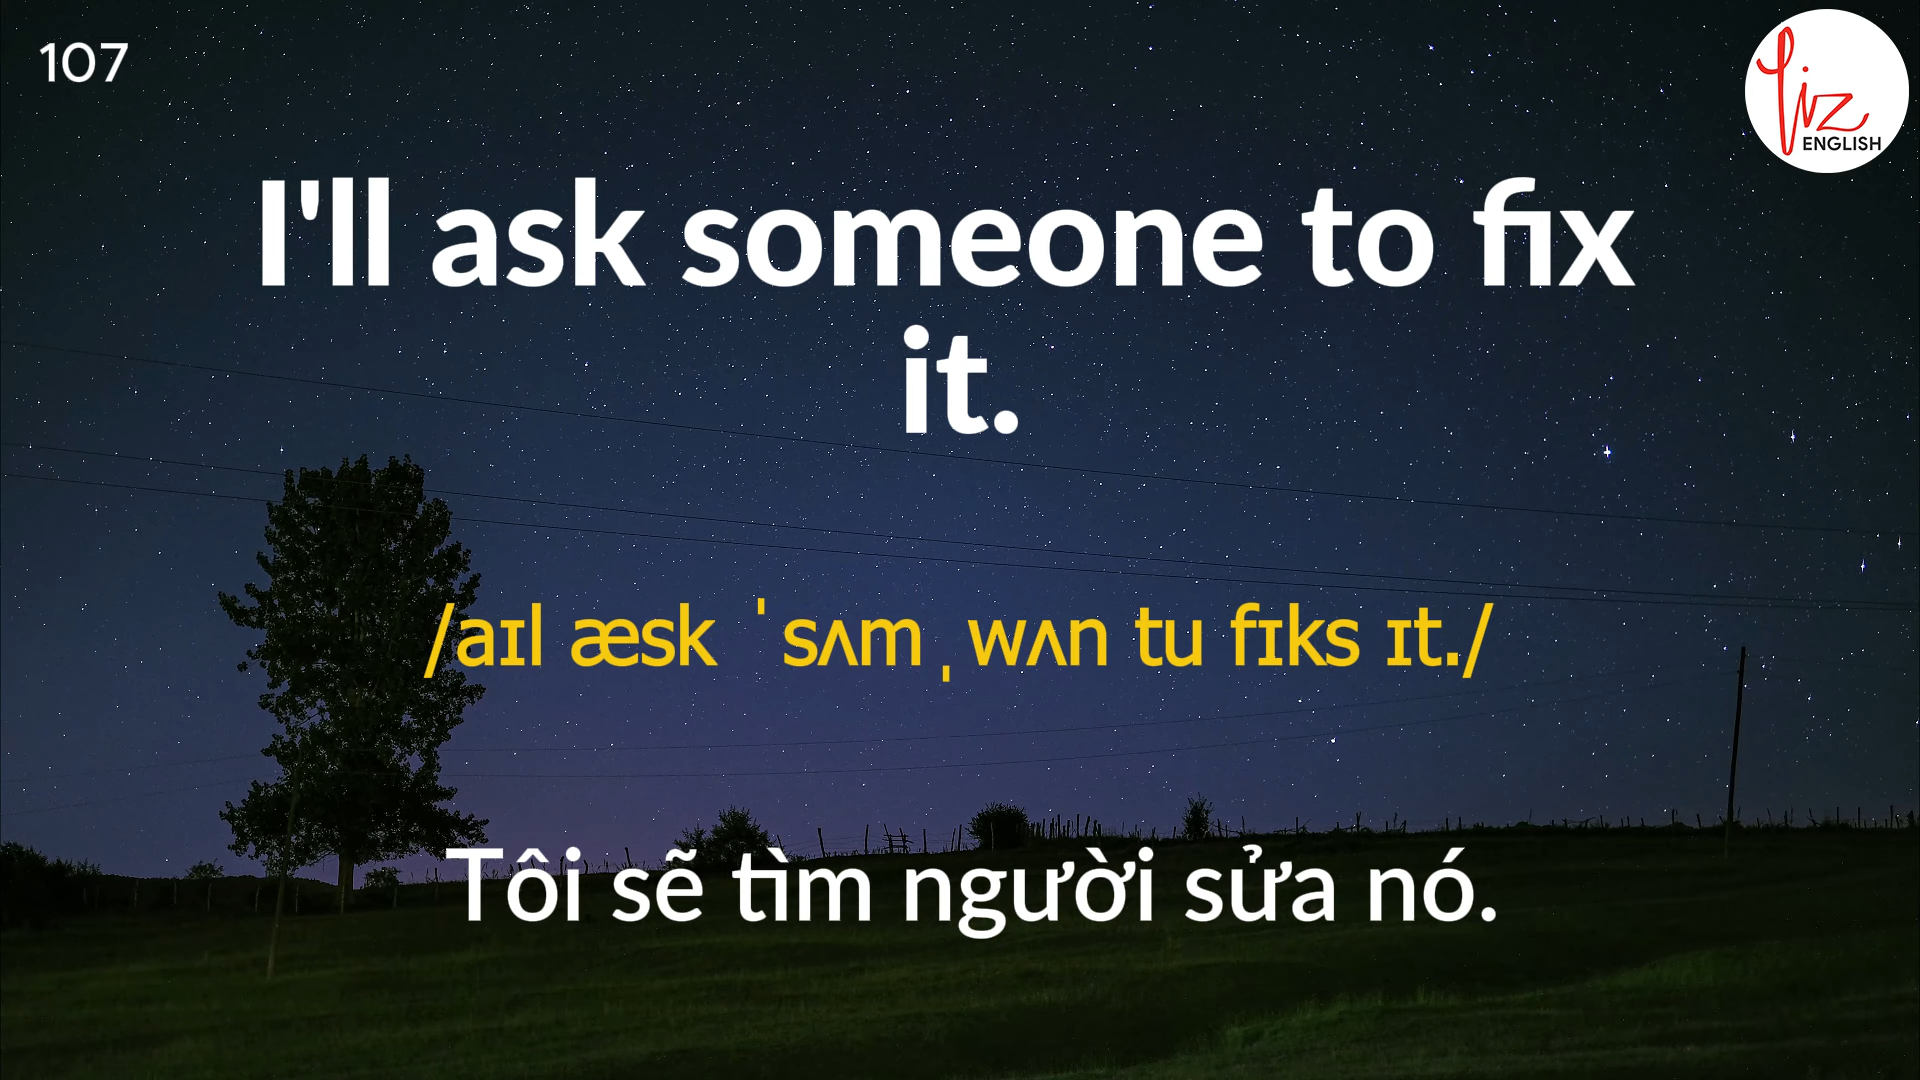 107
Liz
ENGLISH
I'll ask someone to fix
it.
/aɪl æsk ˈsʌmˌwʌn tu fɪks ɪt./
Tôi sẽ tìm người sửa nó.